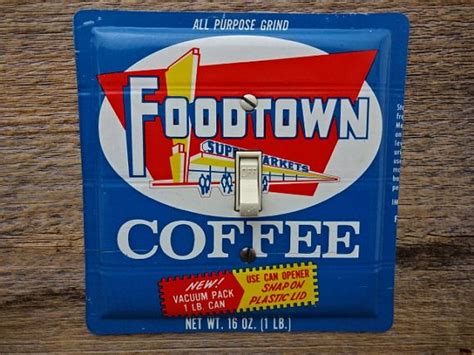 ALL PURPOSE GRIND
FOODTOWN
SUPERMARKETS
COFFEE
NEW!
VACUUM PACK
1 LB. CAN
USE CAN OPENER
SNAP ON
PLASTIC LID
NET WT. 16 OZ. (1 LB.)